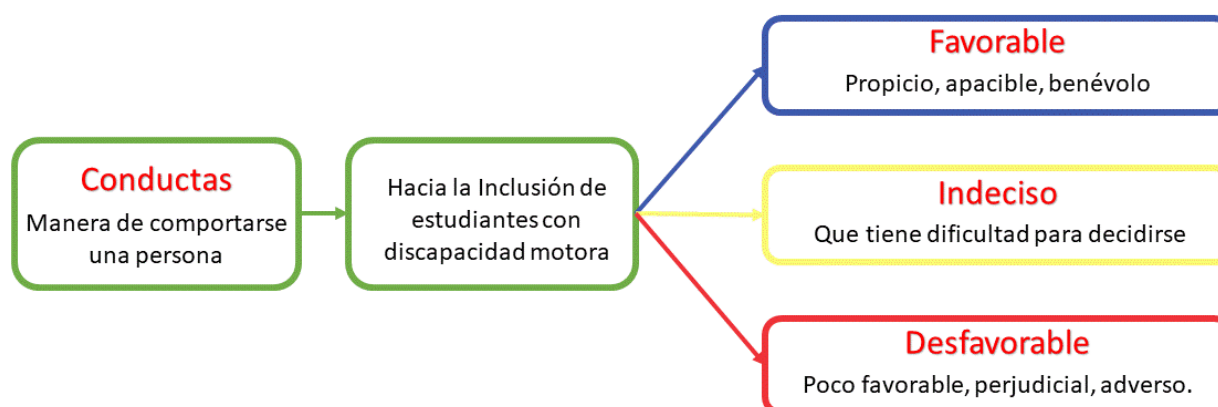 Conductas
Manera de comportarse
una persona
Hacia la Inclusión de
estudiantes con
discapacidad motora
Favorable
Propicio, apacible, benévolo
Indeciso
Que tiene dificultad para decidirse
Desfavorable
Poco favorable, perjudicial, adverso.